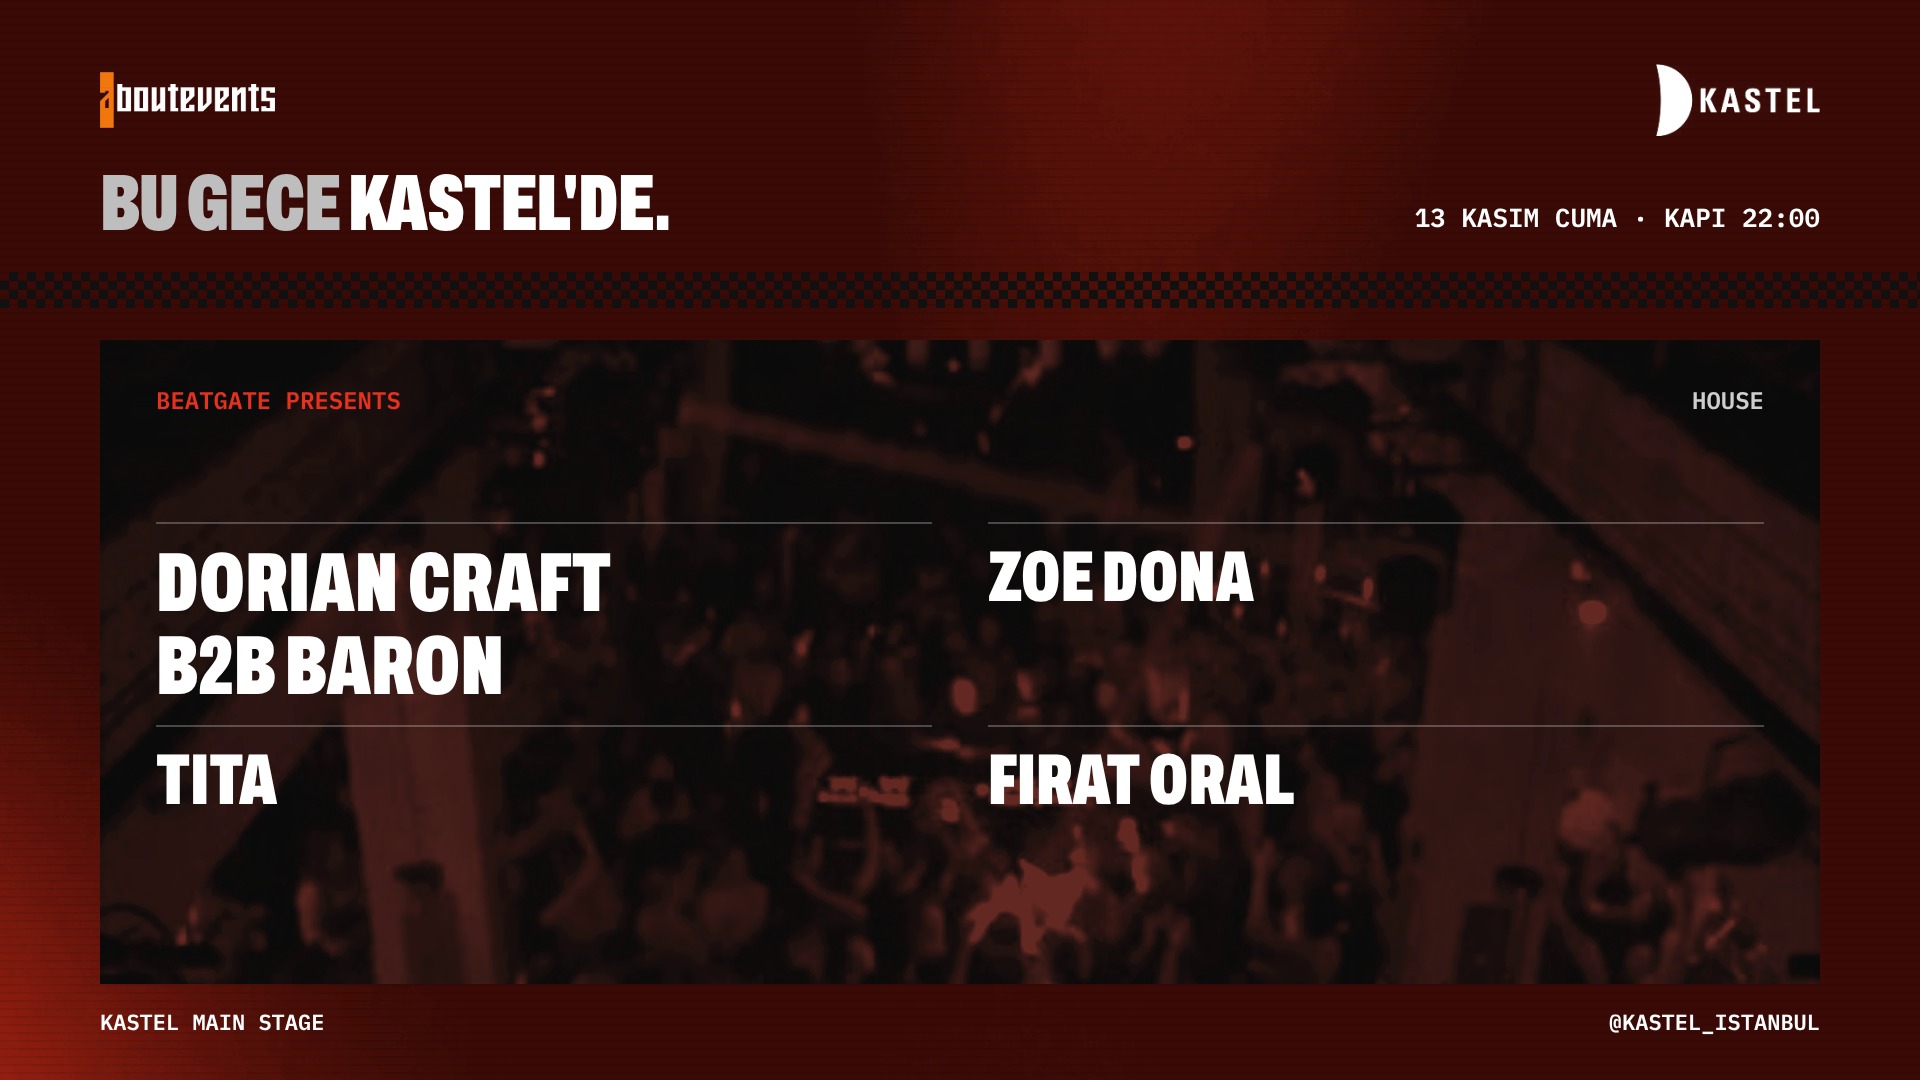 aboutevents
KASTEL
BU GECE KASTEL'DE.
13 KASIM CUMA · KAPI 22:00
BEATGATE PRESENTS
HOUSE
DORIAN CRAFT
B2B BARON
ZOE DONA
TITA
FIRAT ORAL
KASTEL MAIN STAGE
@KASTEL_ISTANBUL